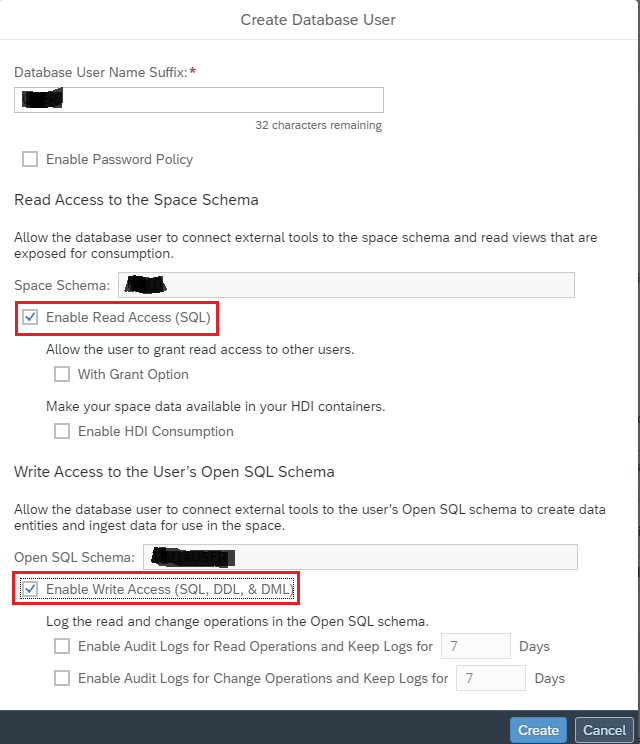 Create Database User
Database User Name Suffix:*
32 characters remaining
Enable Password Policy
Read Access to the Space Schema
Allow the database user to connect external tools to the space schema and read views that are
exposed for consumption.
Space Schema:
Enable Read Access (SQL)
Allow the user to grant read access to other users.
With Grant Option
Make your space data available in your HDI containers.
Enable HDI Consumption
Write Access to the User's Open SQL Schema
Allow the database user to connect external tools to the user's Open SQL schema to create data
entities and ingest data for use in the space.
Open SQL Schema:
Enable Write Access (SQL, DDL, & DML)
Log the read and change operations in the Open SQL schema.
Enable Audit Logs for Read Operations and Keep Logs for 7 Days
Enable Audit Logs for Change Operations and Keep Logs for 7 Days
Create Cancel